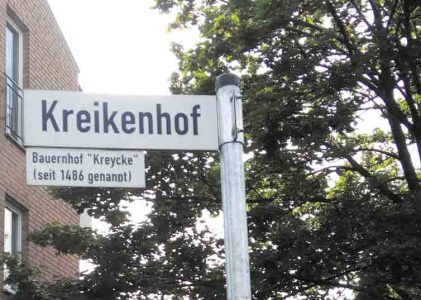 Kreikenhof
Bauernhof "Kreycke"
(seit 1486 genannt)